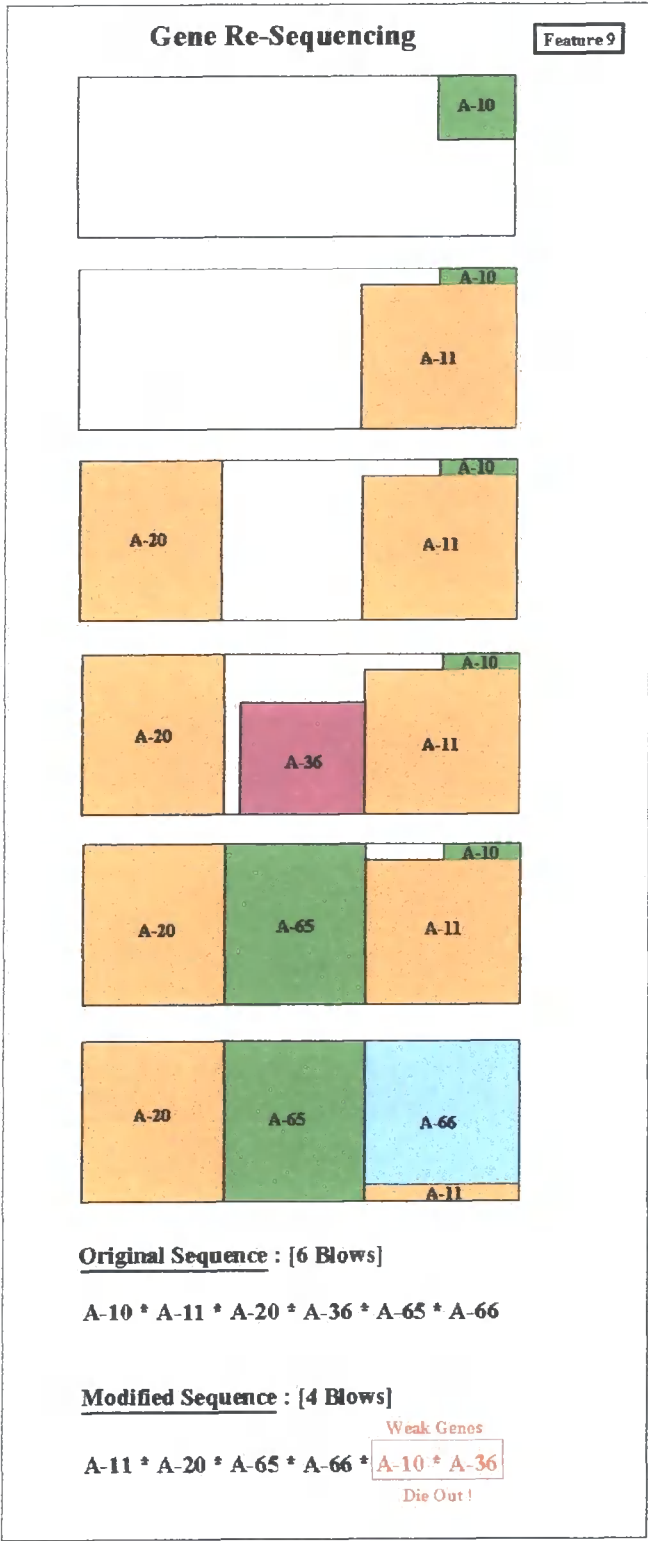 Gene Re-Sequencing
Feature 9
A-10
A-10
A-11
A-10
A-20
A-11
A-10
A-20
A-36
A-11
A-10
A-20
A-65
A-11
A-20
A-65
A-66
A-11
Original Sequence : [6 Blows]
A-10 * A-11 * A-20 * A-36 * A-65 * A-66
Modified Sequence : [4 Blows]
Weak Genes
A-11 * A-20 * A-65 * A-66 * A-10 * A-36
Die Out !